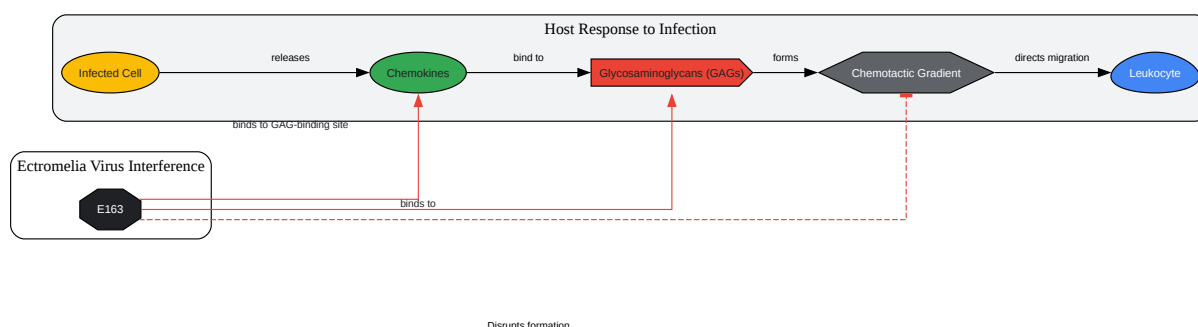 Host Response to Infection
Infected Cell
releases
Chemokines
bind to
Glycosaminoglycans (GAGs)
forms
Chemotactic Gradient
directs migration
Leukocyte
binds to GAG-binding site
Ectromelia Virus Interference
E163
binds to
Disrupts formation